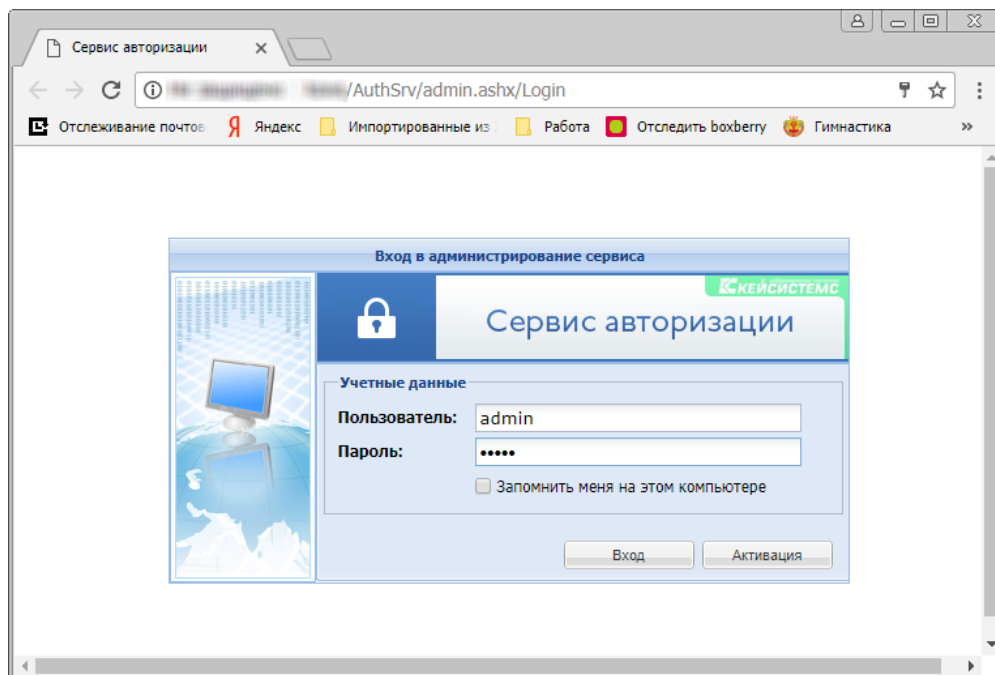 Сервис авторизации
/AuthSrv/admin.ashx/Login
Отслеживание почтов Яндекс Импортированные из Работа Отследить boxberry Гимнастика »
Вход в администрирование сервиса
КЕЙСИСТЕМС
Сервис авторизации
Учетные данные
Пользователь: admin
Пароль: •••••
Запомнить меня на этом компьютере
Вход Активация